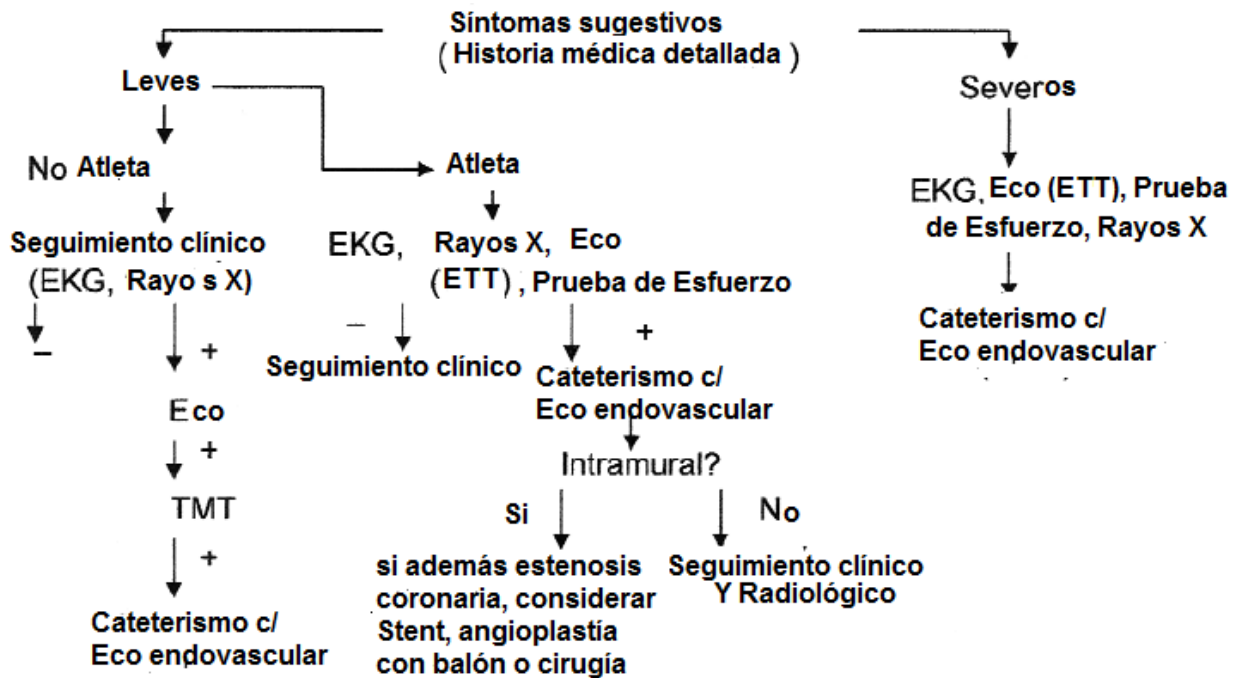 Síntomas sugestivos
( Historia médica detallada )
Leves
Severos
No Atleta
Atleta
EKG, Eco (ETT), Prueba
de Esfuerzo, Rayos X
Seguimiento clínico
(EKG, Rayo s X)
EKG, Rayos X, Eco
(ETT) , Prueba de Esfuerzo
Cateterismo c/
Eco endovascular
–
+
–
+
Seguimiento clínico
Cateterismo c/
Eco endovascular
Eco
+
Intramural?
TMT
Si
No
+
si además estenosis
coronaria, considerar
Stent, angioplastía
con balón o cirugía
Seguimiento clínico
Y Radiológico
Cateterismo c/
Eco endovascular